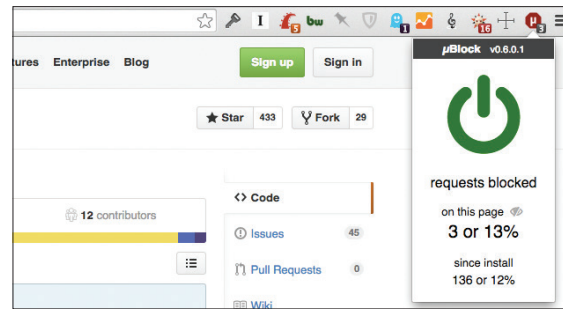 I 5 bw 1 16 µ 3
µBlock v0.6.0.1
tures Enterprise Blog Sign up Sign in
★ Star 433 Fork 29
requests blocked
on this page
3 or 13%
since install
136 or 12%
<> Code
12 contributors
Issues 45
Pull Requests 0
Wiki